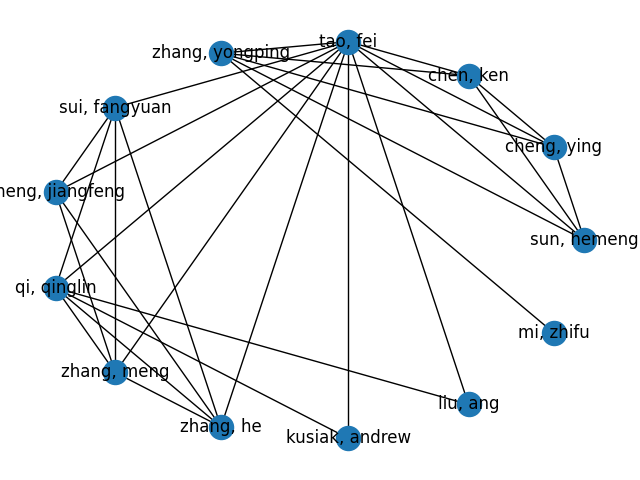 tao, fei
zhang, yongping
chen, ken
sui, fangyuan
cheng, ying
heng, jiangfeng
sun, hemeng
qi, qinglin
mi, zhifu
zhang, meng
liu, ang
zhang, he
kusiak, andrew